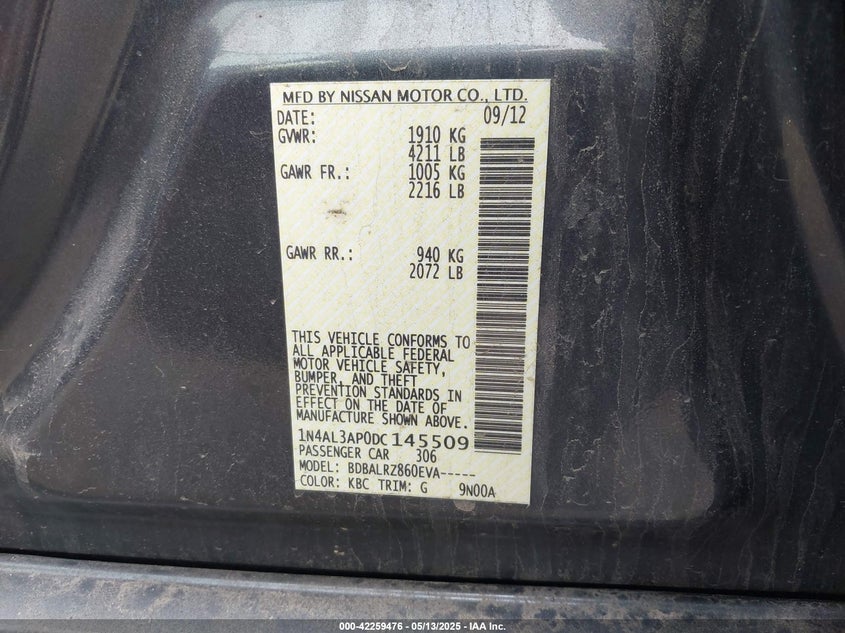 MFD BY NISSAN MOTOR CO., LTD.
DATE: 09/12
GVWR: 1910 KG
4211 LB
GAWR FR.: 1005 KG
2216 LB
GAWR RR.: 940 KG
2072 LB
THIS VEHICLE CONFORMS TO
ALL APPLICABLE FEDERAL
MOTOR VEHICLE SAFETY,
BUMPER, AND THEFT
PREVENTION STANDARDS IN
EFFECT ON THE DATE OF
MANUFACTURE SHOWN ABOVE.
1N4AL3AP0DC145509
PASSENGER CAR 306
MODEL: BDBALRZ860EVA-----
COLOR: KBC TRIM: G 9N00A
000-42259476 - 05/13/2025 - IAA Inc.